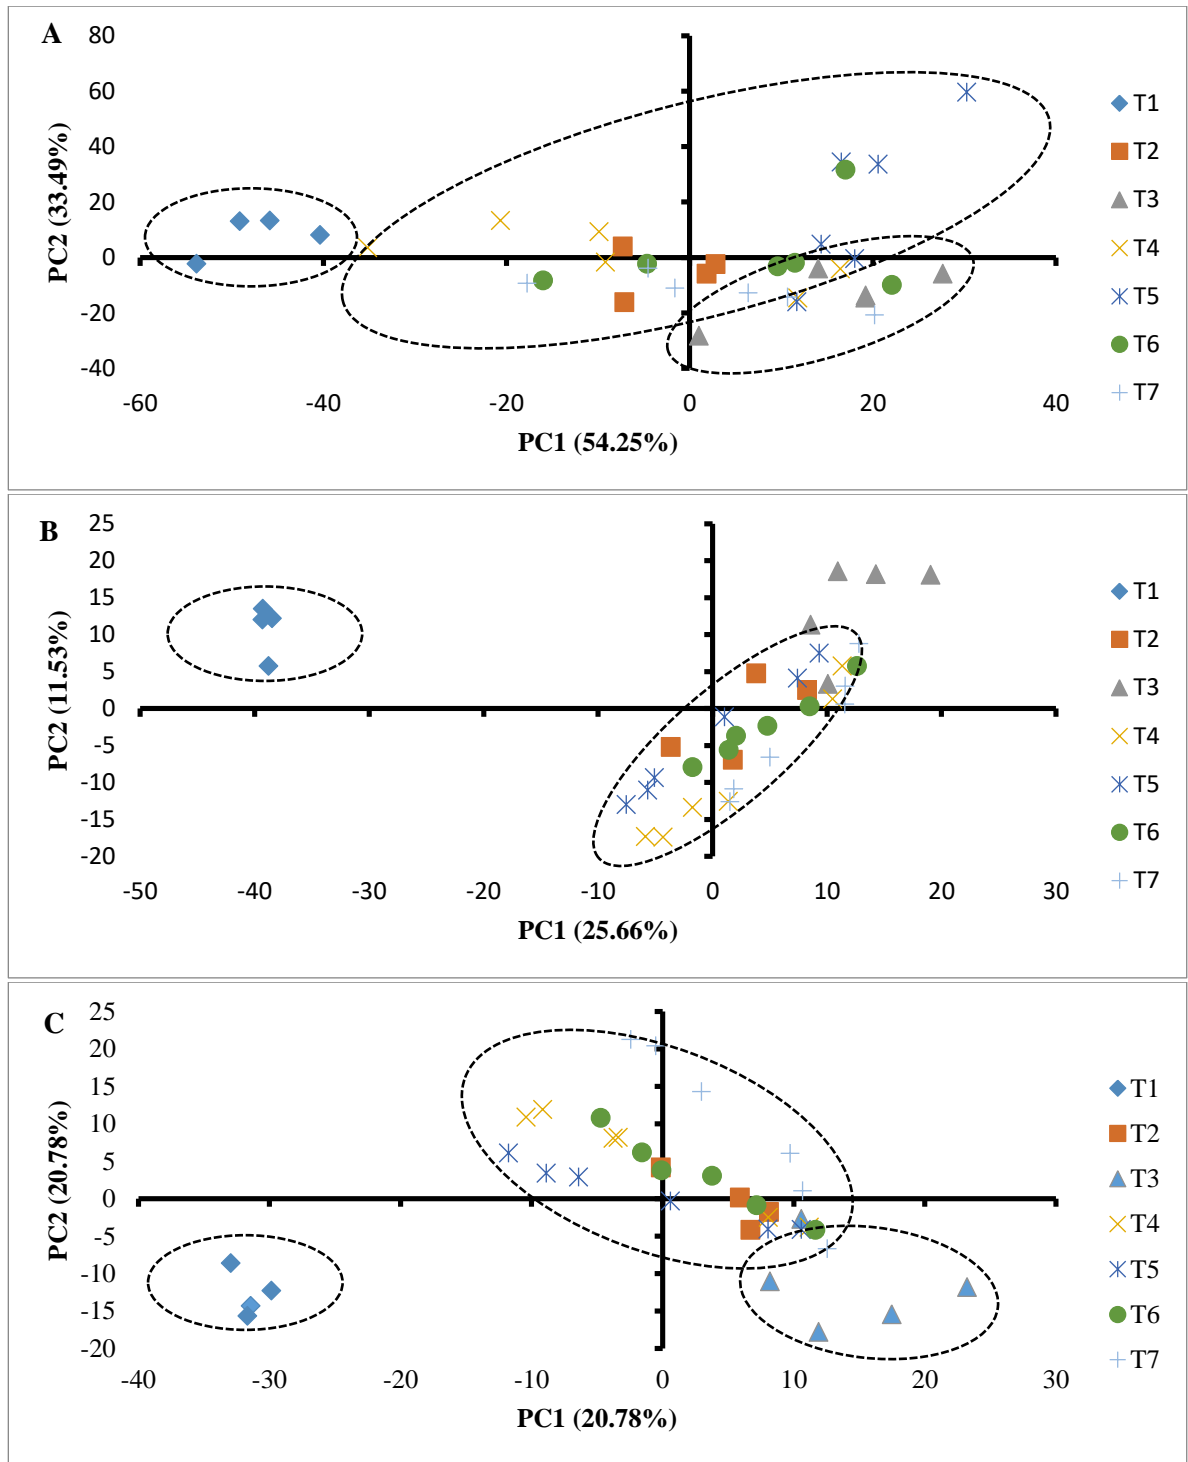 A
80
60
40
20
0
-20
-40
-60 -40 -20 0 20 40
PC2 (33.49%)
PC1 (54.25%)
T1
T2
T3
T4
T5
T6
T7
B
25
20
15
10
5
0
-5
-10
-15
-20
-50 -40 -30 -20 -10 0 10 20 30
PC2 (11.53%)
PC1 (25.66%)
T1
T2
T3
T4
T5
T6
T7
C
25
20
15
10
5
0
-5
-10
-15
-20
-40 -30 -20 -10 0 10 20 30
PC2 (20.78%)
PC1 (20.78%)
T1
T2
T3
T4
T5
T6
T7